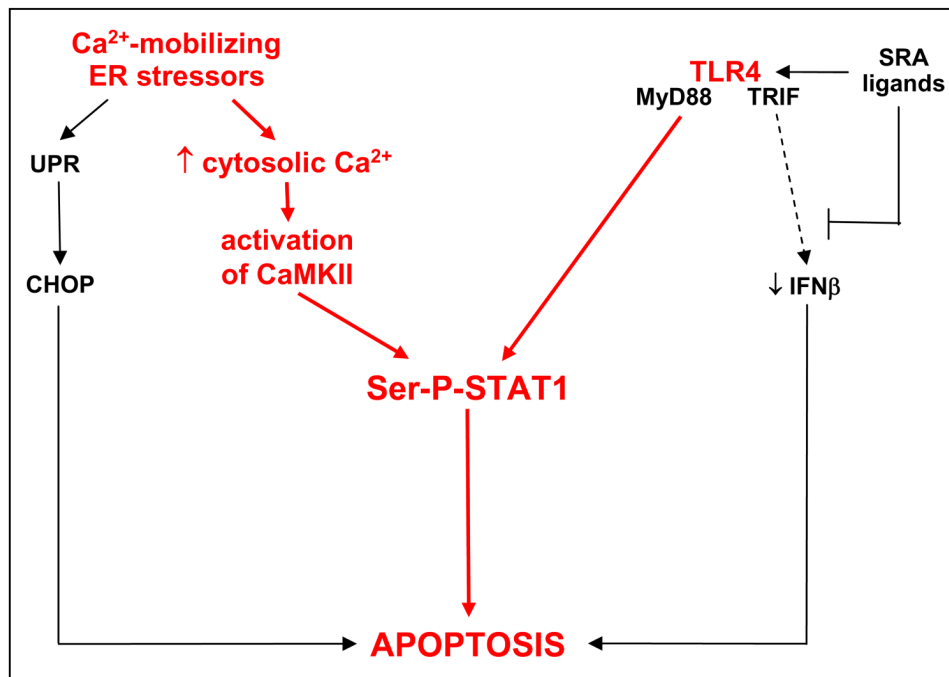 Ca²⁺-mobilizing
ER stressors
UPR
CHOP
↑ cytosolic Ca²⁺
activation
of CaMKII
TLR4
MyD88 TRIF
SRA
ligands
↓ IFNβ
Ser-P-STAT1
APOPTOSIS